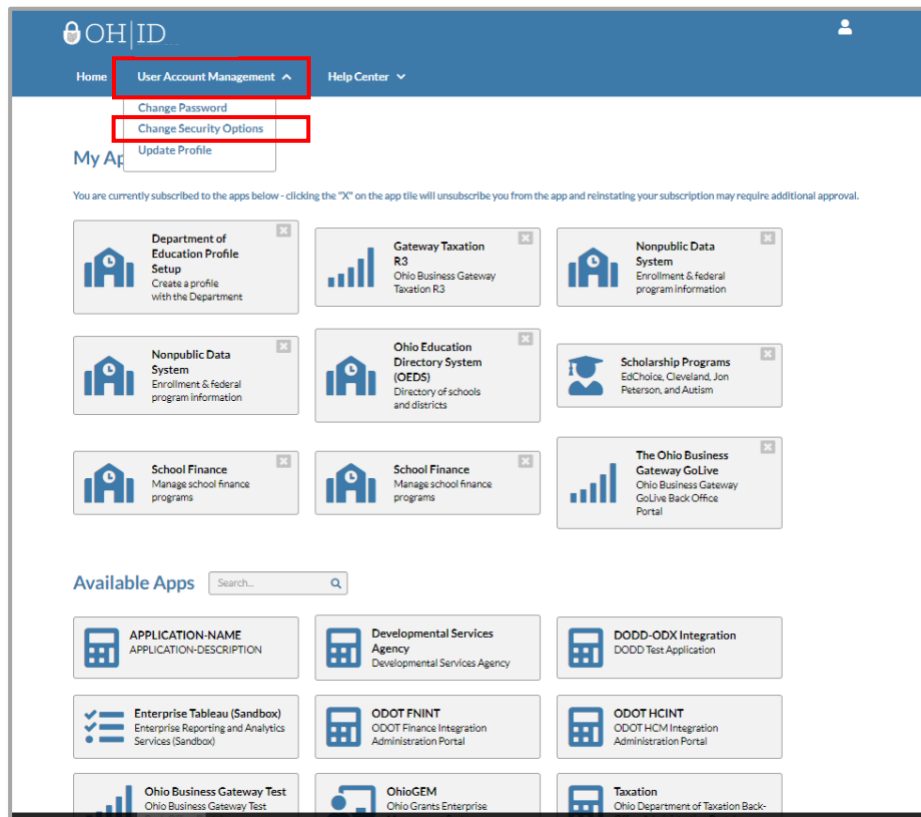 OH|ID
Home User Account Management Help Center
Change Password
Change Security Options
Update Profile
My Ap
You are currently subscribed to the apps below - clicking the "X" on the app tile will unsubscribe you from the app and reinstating your subscription may require additional approval.
Department of
Education Profile
Setup
Create a profile
with the Department
Gateway Taxation
R3
Ohio Business Gateway
Taxation R3
Nonpublic Data
System
Enrollment & federal
program information
Nonpublic Data
System
Enrollment & federal
program information
Ohio Education
Directory System
(OEDS)
Directory of schools
and districts
Scholarship Programs
EdChoice, Cleveland, Jon
Peterson, and Autism
School Finance
Manage school finance
programs
School Finance
Manage school finance
programs
The Ohio Business
Gateway GoLive
Ohio Business Gateway
GoLive Back Office
Portal
Available Apps Search...
APPLICATION-NAME
APPLICATION-DESCRIPTION
Developmental Services
Agency
Developmental Services Agency
DODD-ODX Integration
DODD Test Application
Enterprise Tableau (Sandbox)
Enterprise Reporting and Analytics
Services (Sandbox)
ODOT FNINT
ODOT Finance Integration
Administration Portal
ODOT HCINT
ODOT HCM Integration
Administration Portal
Ohio Business Gateway Test
Ohio Business Gateway Test
OhioGEM
Ohio Grants Enterprise
Taxation
Ohio Department of Taxation Back-